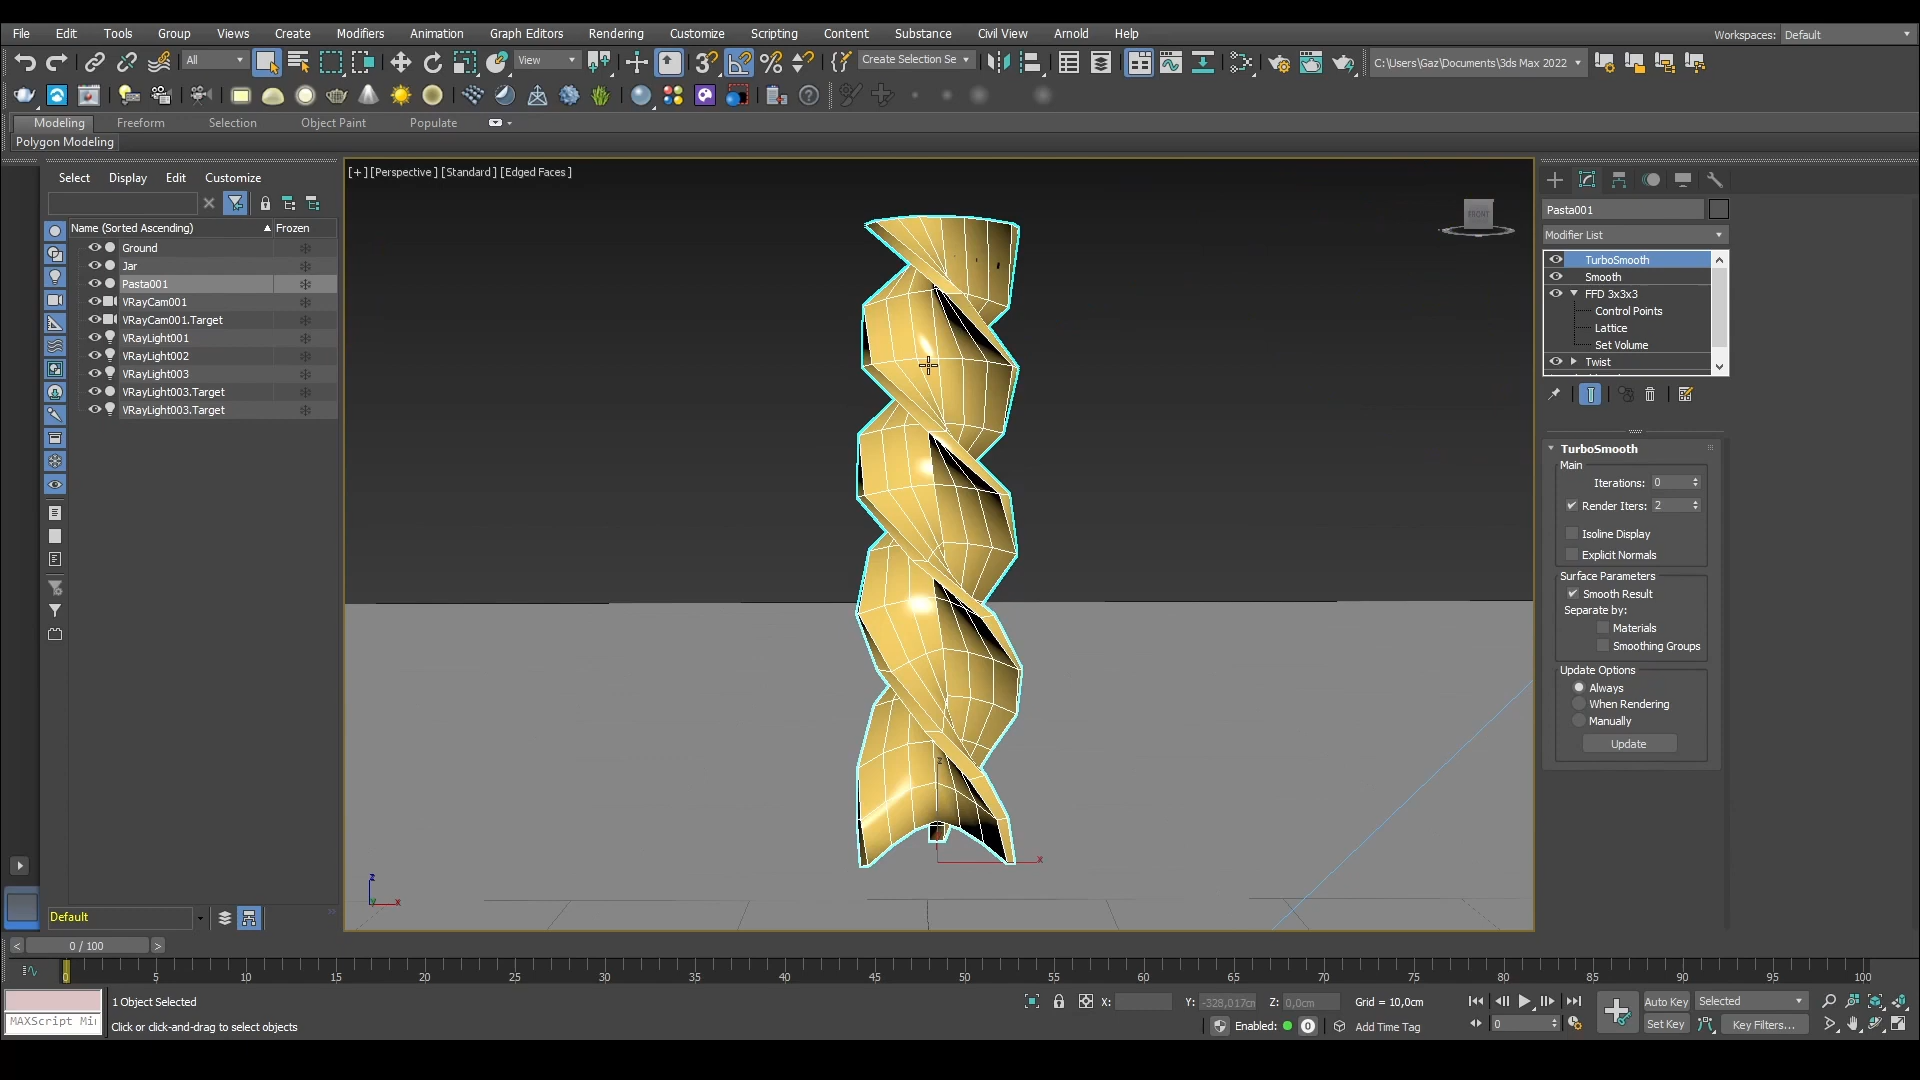 File Edit Tools Group Views Create Modifiers Animation Graph Editors Rendering Customize Scripting Content Substance Civil View Arnold Help Workspaces: Default
All View Create Selection Se C:\Users\Gaz\Documents\3ds Max 2022
Modeling Freeform Selection Object Paint Populate
Polygon Modeling
Select Display Edit Customize
Name (Sorted Ascending) Frozen
Ground
Jar
Pasta001
VRayCam001
VRayCam001.Target
VRayLight001
VRayLight002
VRayLight003
VRayLight003.Target
VRayLight003.Target
Default
[+] [Perspective ] [Standard ] [Edged Faces ]
FRONT
z
x
z
y
x
Pasta001
Modifier List
TurboSmooth
Smooth
FFD 3x3x3
Control Points
Lattice
Set Volume
Twist
TurboSmooth
Main
Iterations: 0
Render Iters: 2
Isoline Display
Explicit Normals
Surface Parameters
Smooth Result
Separate by:
Materials
Smoothing Groups
Update Options
Always
When Rendering
Manually
Update
< 0 / 100 >
0 5 10 15 20 25 30 35 40 45 50 55 60 65 70 75 80 85 90 95 100
1 Object Selected X: Y: -328,017cm Z: 0,0cm Grid = 10,0cm Auto Key Selected
MAXScript Mi Click or click-and-drag to select objects Enabled: 0 Add Time Tag 0 Set Key Key Filters...